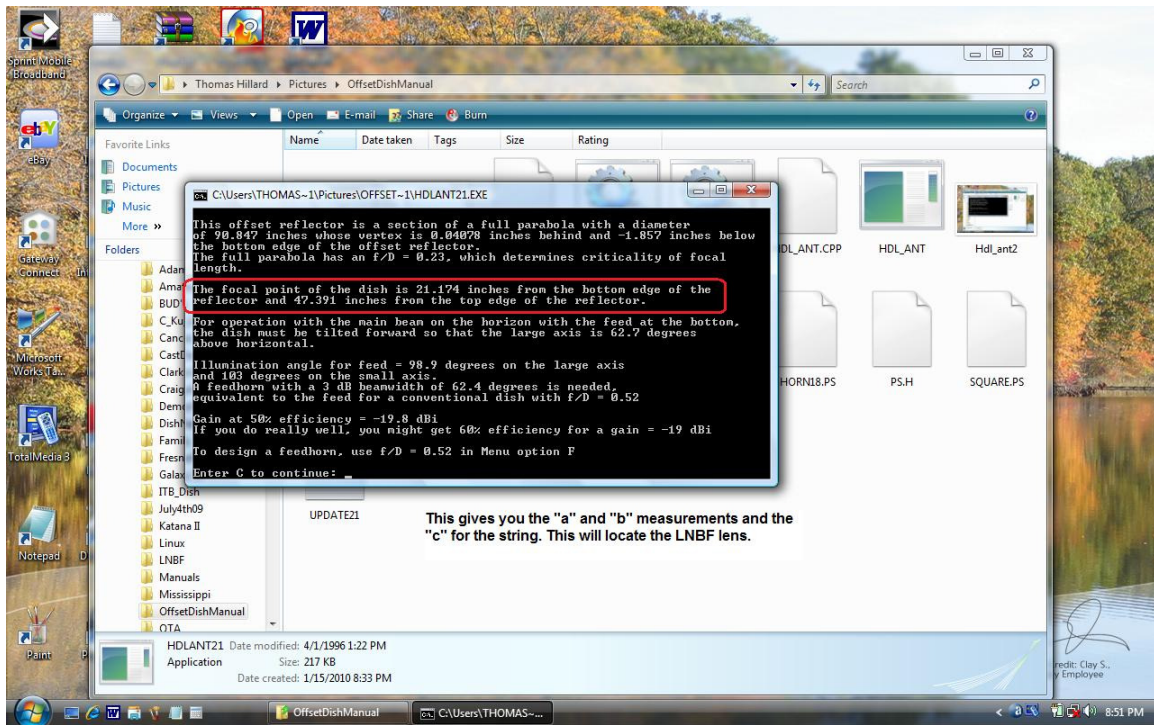 Sprint Mobile
Broadband
eBay
Gateway
Connect
Microsoft
Works Ta...
TotalMedia 3
Notepad
Paint
Thomas Hillard
Pictures
OffsetDishManual
Search
Organize
Views
Open
E-mail
Share
Burn
Favorite Links
Documents
Pictures
Music
More »
Folders
Name
Date taken
Tags
Size
Rating
BUD
C_Ku
Canc
CastD
Clark
Craig
Demo
DishN
Famil
Fresn
Galax
ITB_Dish
July4th09
Katana II
Linux
LNBF
Manuals
Mississippi
OffsetDishManual
OTA
C:\Users\THOMAS~1\Pictures\OFFSET~1\HDLANT21.EXE
This offset reflector is a section of a full parabola with a diameter
of 90.847 inches whose vertex is 0.04078 inches behind and -1.857 inches below
the bottom edge of the offset reflector.
The full parabola has an f/D = 0.23, which determines criticality of focal
length.
The focal point of the dish is 21.174 inches from the bottom edge of the
reflector and 47.391 inches from the top edge of the reflector.
For operation with the main beam on the horizon with the feed at the bottom,
the dish must be tilted forward so that the large axis is 62.7 degrees
above horizontal.
Illumination angle for feed = 98.9 degrees on the large axis
and 103 degrees on the small axis.
A feedhorn with a 3 dB beamwidth of 62.4 degrees is needed,
equivalent to the feed for a conventional dish with f/D = 0.52
Gain at 50% efficiency = -19.8 dBi
If you do really well, you might get 60% efficiency for a gain = -19 dBi
To design a feedhorn, use f/D = 0.52 in Menu option F
Enter C to continue: _
HDL_ANT.CPP
HDL_ANT
Hdl_ant2
HORN18.PS
PS.H
SQUARE.PS
UPDATE21
This gives you the "a" and "b" measurements and the
"c" for the string. This will locate the LNBF lens.
HDLANT21 Date modified: 4/1/1996 1:22 PM
Application Size: 217 KB
Date created: 1/15/2010 8:33 PM
redit: Clay S.,
y Employee
OffsetDishManual
C:\Users\THOMAS~...
8:51 PM